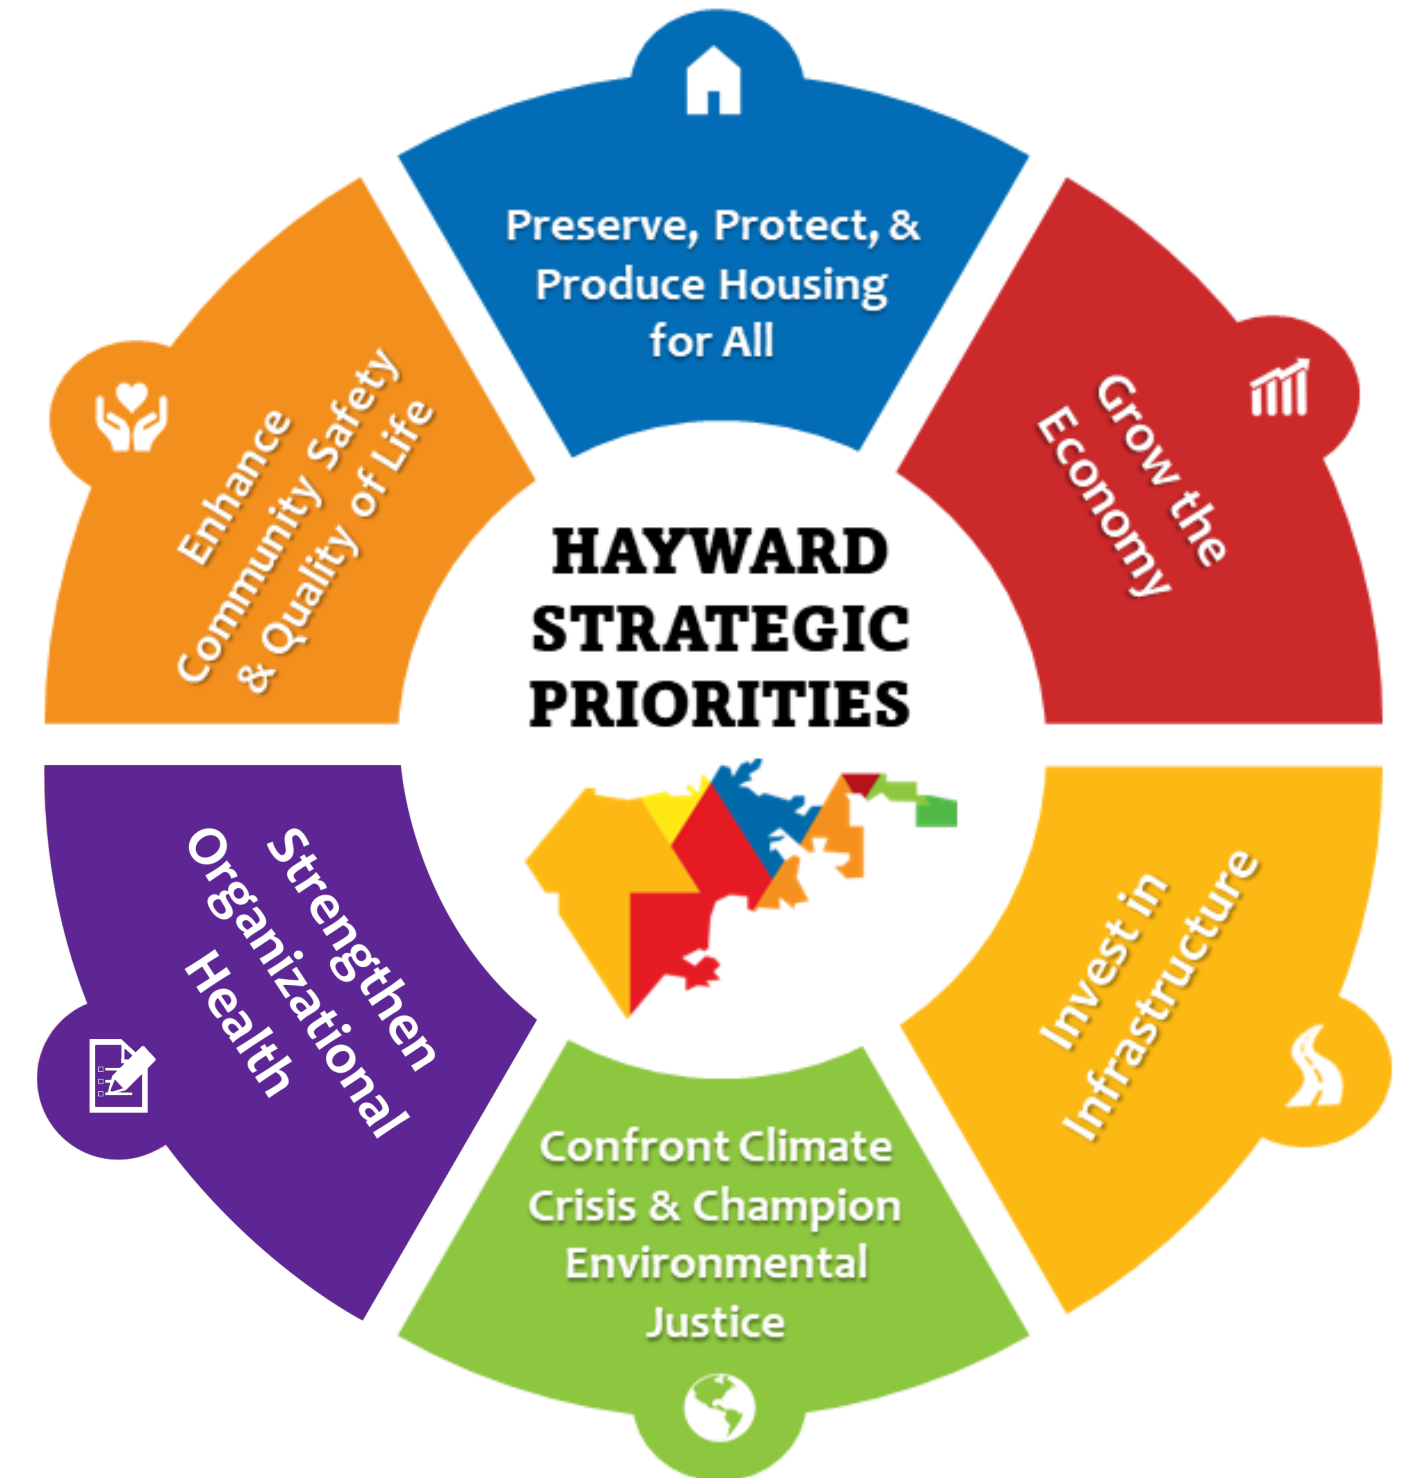 Preserve, Protect, &
Produce Housing
for All
Grow the
Economy
Invest in
Infrastructure
Confront Climate
Crisis & Champion
Environmental
Justice
Strengthen
Organizational
Health
Enhance
Community Safety
& Quality of Life
HAYWARD
STRATEGIC
PRIORITIES